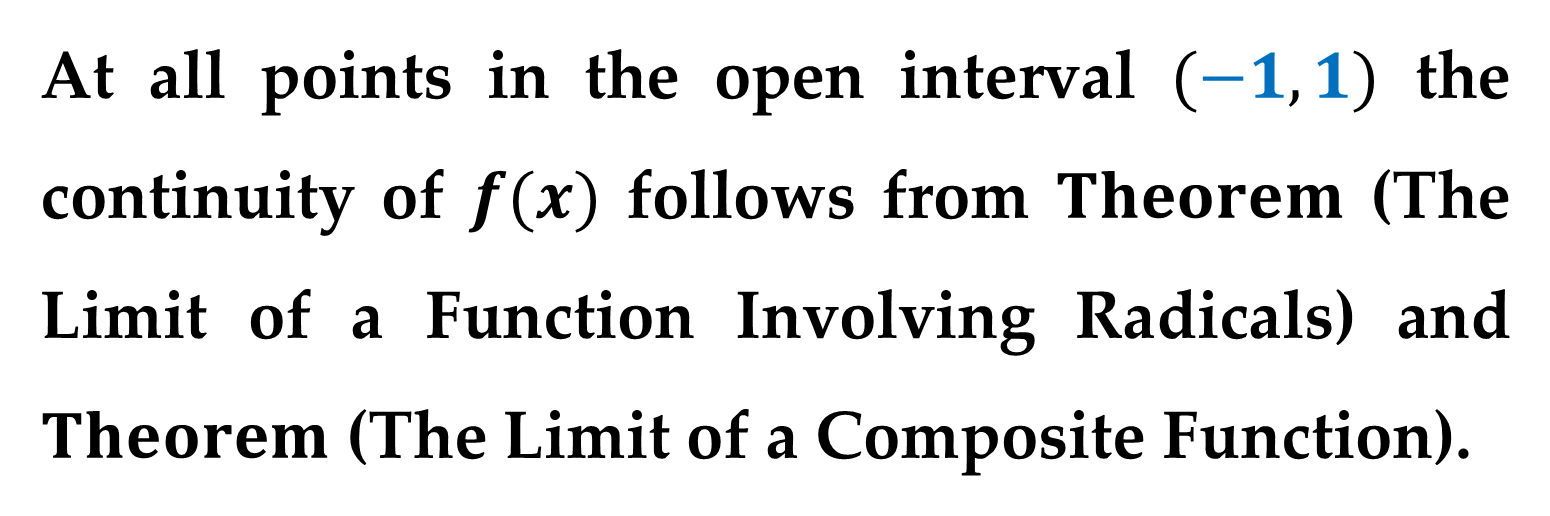 At all points in the open interval (−1, 1) the
continuity of f(x) follows from Theorem (The
Limit of a Function Involving Radicals) and
Theorem (The Limit of a Composite Function).